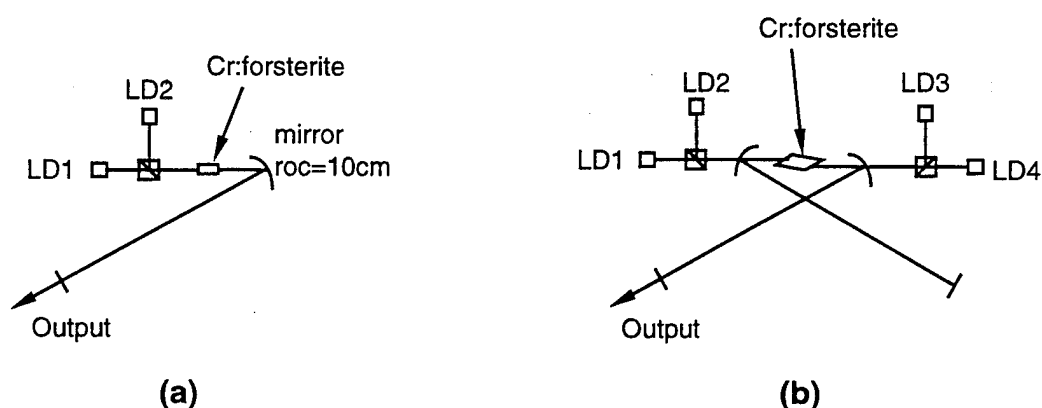 Cr:forsterite
LD2
mirror
roc=10cm
LD1
Output
(a)
Cr:forsterite
LD2
LD3
LD1
LD4
Output
(b)